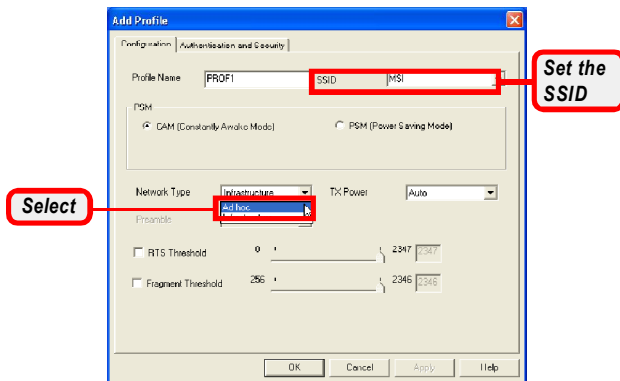 Add Profile
Configuration Authentication and Security
Profile Name PROF1 SSID MSI
Set the SSID
PSM
CAM (Constantly Awake Mode) PSM (Power Saving Mode)
Network Type Infrastructure TX Power Auto
Select
Ad hoc
Preamble
RTS Threshold 0 2347 2347
Fragment Threshold 256 2346 2346
OK Cancel Apply Help